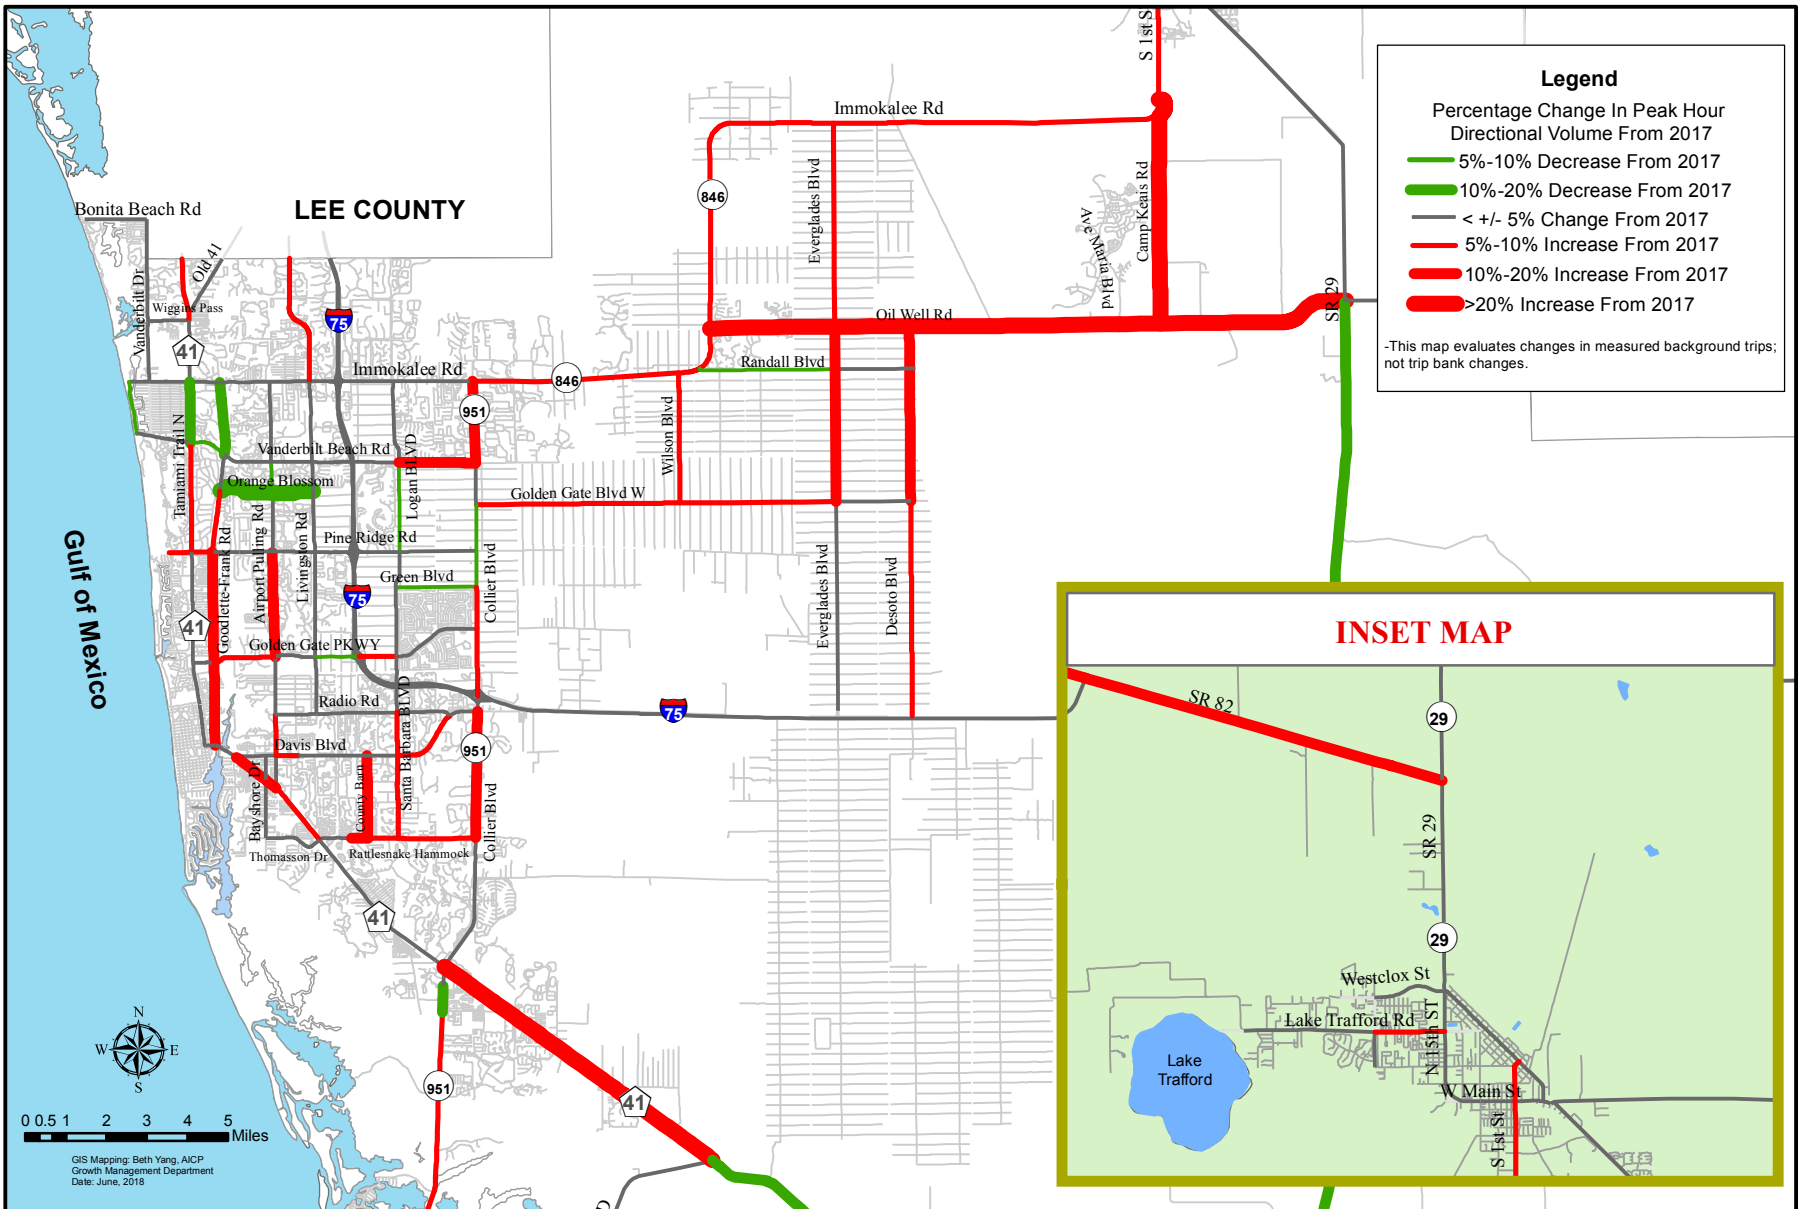 Legend
Percentage Change In Peak Hour
Directional Volume From 2017
5%-10% Decrease From 2017
10%-20% Decrease From 2017
< +/- 5% Change From 2017
5%-10% Increase From 2017
10%-20% Increase From 2017
>20% Increase From 2017
-This map evaluates changes in measured background trips;
not trip bank changes.
S 1st S
Immokalee Rd
846
Everglades Blvd
Camp Keais Rd
Ave Maria Blvd
SR 29
Oil Well Rd
LEE COUNTY
Bonita Beach Rd
Old 41
Vanderbilt Dr
Wiggins Pass
75
41
Immokalee Rd
846
Randall Blvd
951
Wilson Blvd
Tamiami Trail N
Vanderbilt Beach Rd
Logan BLVD
Orange Blossom
Golden Gate Blvd W
Goodlette-Frank Rd
Airport Pulling Rd
Livingston Rd
Pine Ridge Rd
Green Blvd
75
Collier Blvd
Everglades Blvd
Desoto Blvd
41
Golden Gate PKWY
Gulf of Mexico
Radio Rd
Santa Barbara BLVD
75
Davis Blvd
951
Bayshore Dr
County Barn
Collier Blvd
Thomasson Dr
Rattlesnake Hammock
41
951
41
D
N
W
E
S
0 0.5 1 2 3 4 5
Miles
GIS Mapping: Beth Yang, AICP
Growth Management Department
Date: June, 2018
INSET MAP
SR 82
29
SR 29
29
Westclox St
Lake Trafford Rd
N 15th ST
Lake
Trafford
W Main St
S 1st St